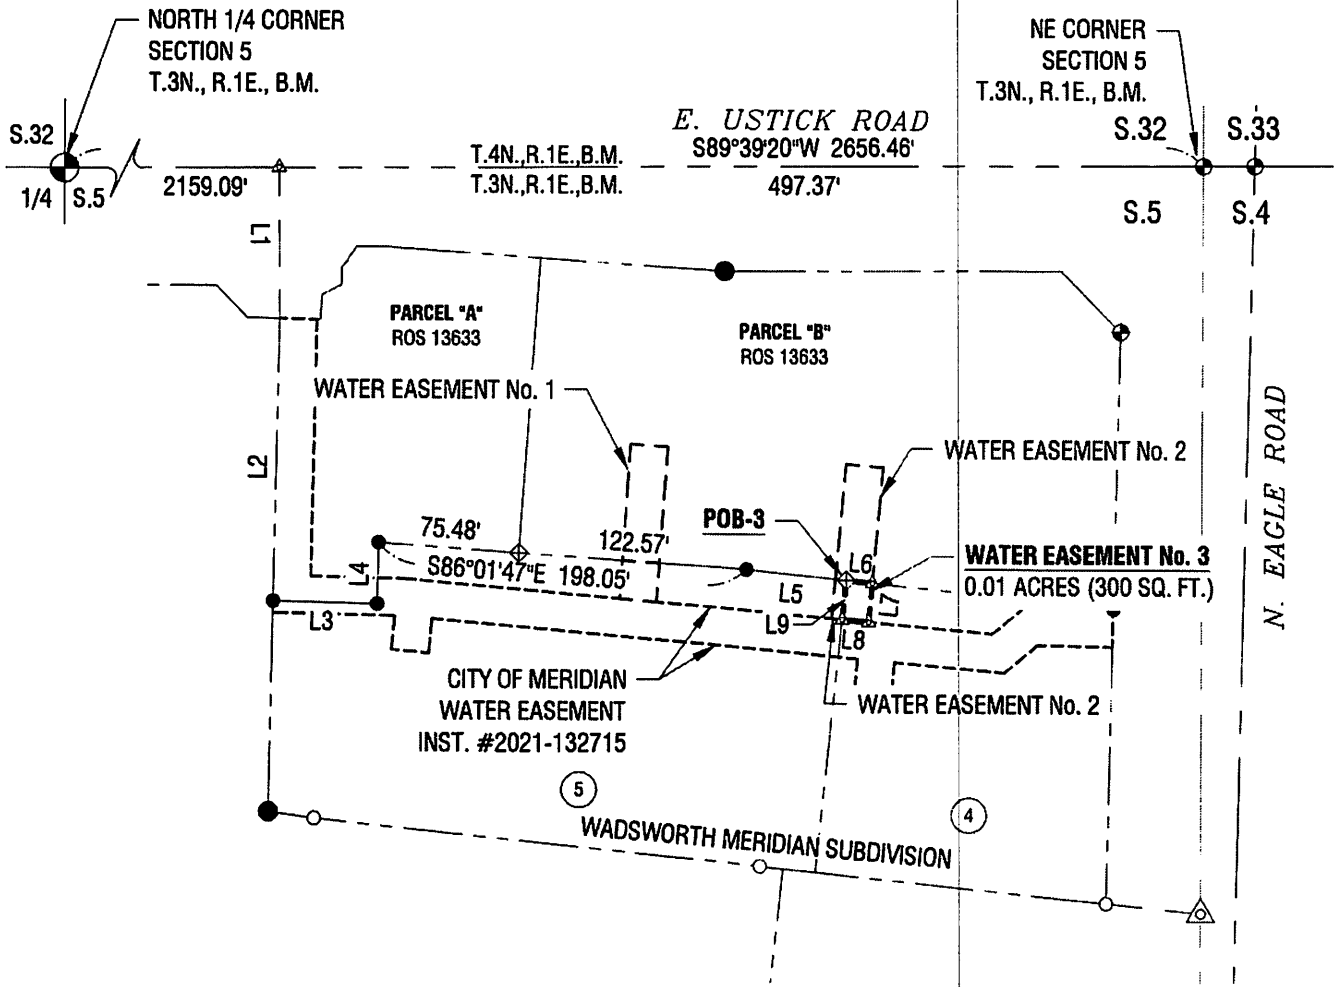 NORTH 1/4 CORNER
SECTION 5
T.3N., R.1E., B.M.
NE CORNER
SECTION 5
T.3N., R.1E., B.M.
S.32
1/4
S.5
E. USTICK ROAD
S89°39'20"W 2656.46'
T.4N.,R.1E.,B.M.
T.3N.,R.1E.,B.M.
2159.09'
497.37'
S.32
S.33
S.5
S.4
L1
PARCEL "A"
ROS 13633
PARCEL "B"
ROS 13633
WATER EASEMENT No. 1
WATER EASEMENT No. 2
L2
N. EAGLE ROAD
POB-3
75.48'
122.57'
S86°01'47"E 198.05'
L4
L6
WATER EASEMENT No. 3
0.01 ACRES (300 SQ. FT.)
L5
L7
L3
L9
L8
CITY OF MERIDIAN
WATER EASEMENT
INST. #2021-132715
WATER EASEMENT No. 2
5
4
WADSWORTH MERIDIAN SUBDIVISION